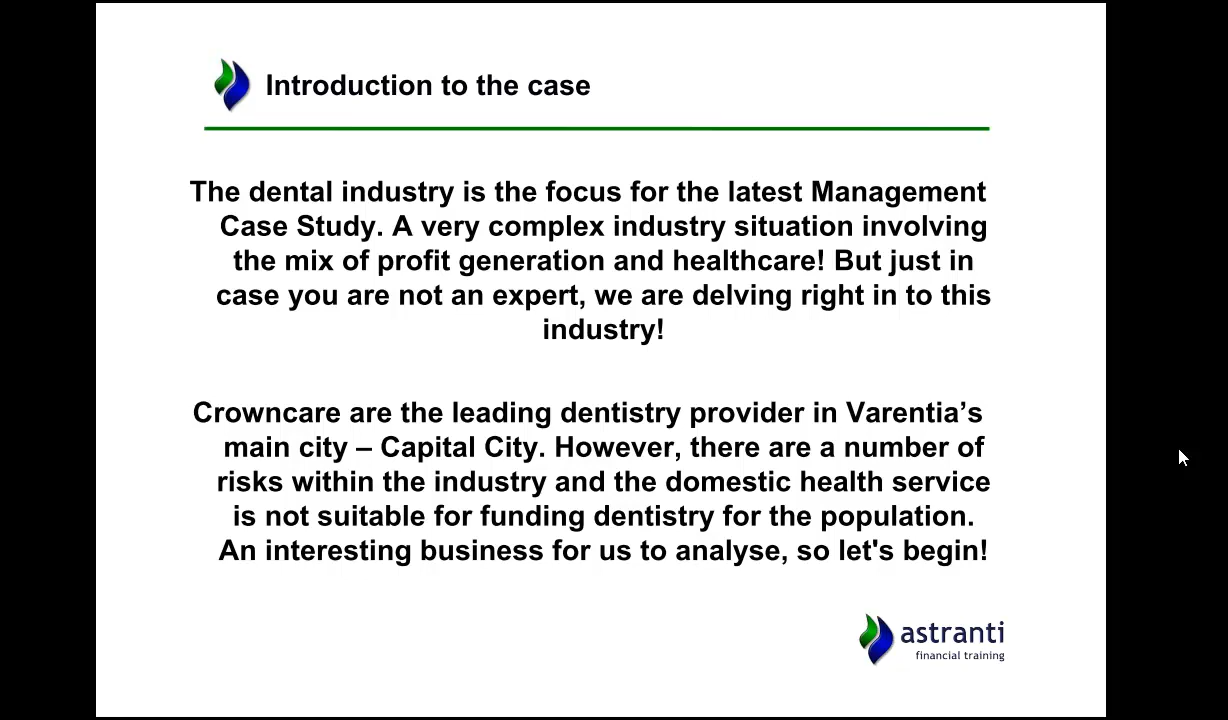 Introduction to the case
The dental industry is the focus for the latest Management
Case Study. A very complex industry situation involving
the mix of profit generation and healthcare! But just in
case you are not an expert, we are delving right in to this
industry!
Crowncare are the leading dentistry provider in Varentia’s
main city – Capital City. However, there are a number of
risks within the industry and the domestic health service
is not suitable for funding dentistry for the population.
An interesting business for us to analyse, so let's begin!
astranti
financial training